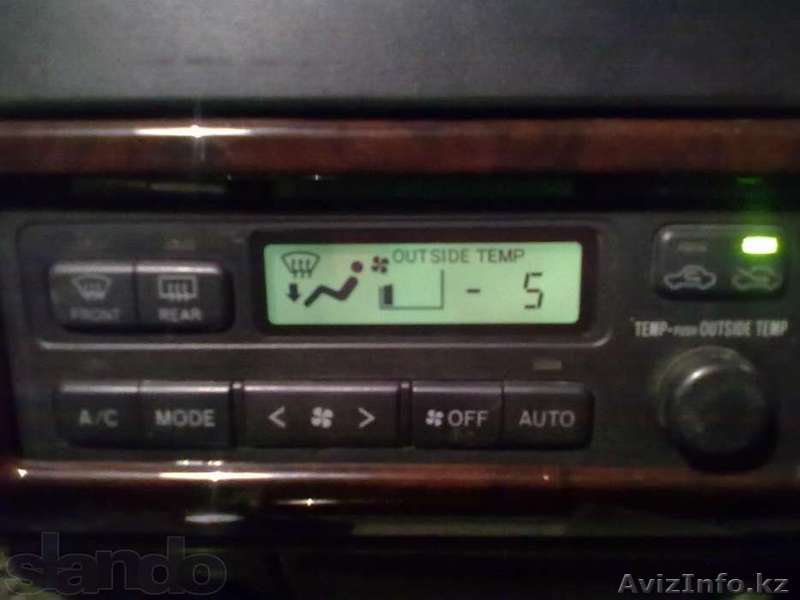 OUTSIDE TEMP
- 5
FRONT
REAR
TEMP-PUSH OUTSIDE TEMP
A/C
MODE
< >
OFF
AUTO
slando
AvizInfo.kz